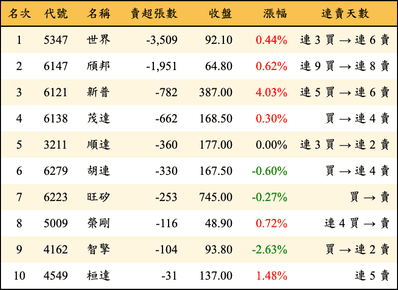 名次 代號 名稱 賣超張數 收盤 漲幅 連賣天數
1 5347 世界 -3,509 92.10 0.44% 連 3 買 → 連 6 賣
2 6147 頎邦 -1,951 64.80 0.62% 連 9 買 → 連 8 賣
3 6121 新普 -782 387.00 4.03% 連 5 買 → 連 6 賣
4 6138 茂達 -662 168.50 0.30% 買 → 連 4 賣
5 3211 順達 -360 177.00 0.00% 連 3 買 → 連 2 賣
6 6279 胡連 -330 167.50 -0.60% 買 → 連 4 賣
7 6223 旺矽 -253 745.00 -0.27% 買 → 賣
8 5009 榮剛 -116 48.90 0.72% 連 4 買 → 賣
9 4162 智擎 -104 93.80 -2.63% 買 → 連 2 賣
10 4549 桓達 -31 137.00 1.48% 連 5 賣